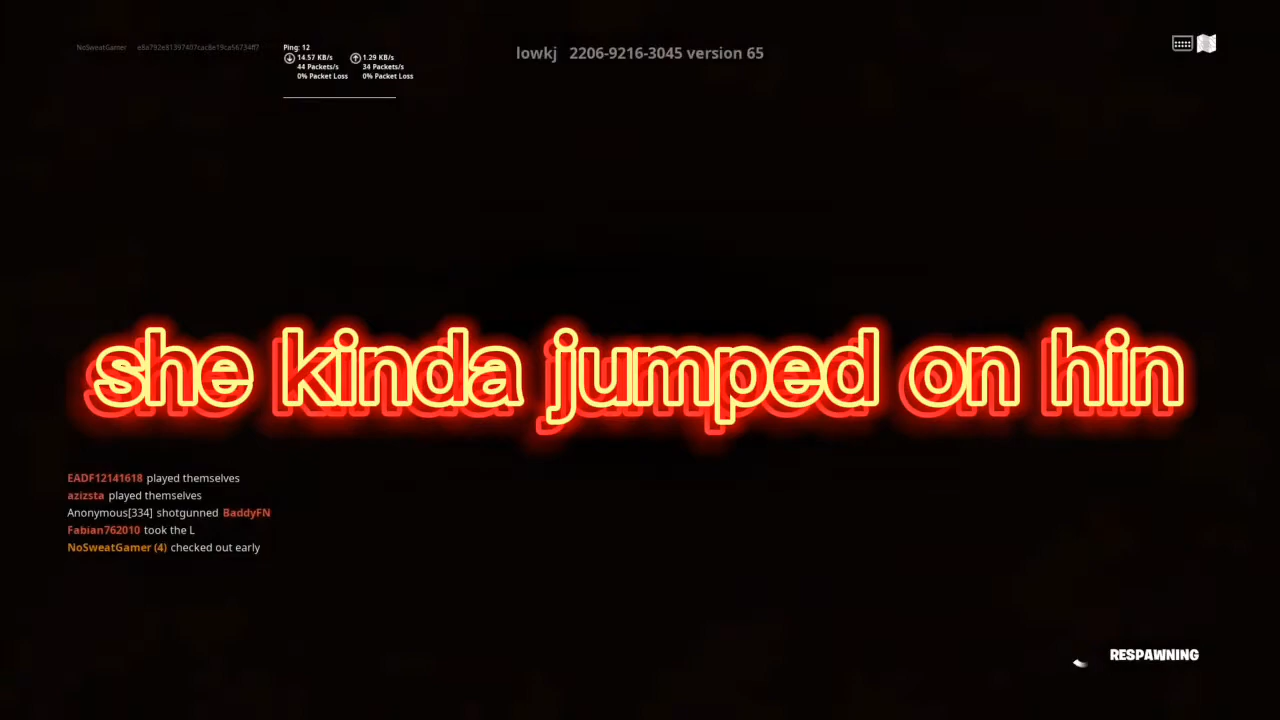 NoSweatGamer
Ping: 12
14.57 KB/s 1.29 KB/s
44 Packets/s 34 Packets/s
0% Packet Loss 0% Packet Loss
lowkj 2206-9216-3045 version 65
she kinda jumped on hin
EADF12141618 played themselves
azizsta played themselves
Anonymous[334] shotgunned BaddyFN
Fabian762010 took the L
NoSweatGamer (4) checked out early
RESPAWNING